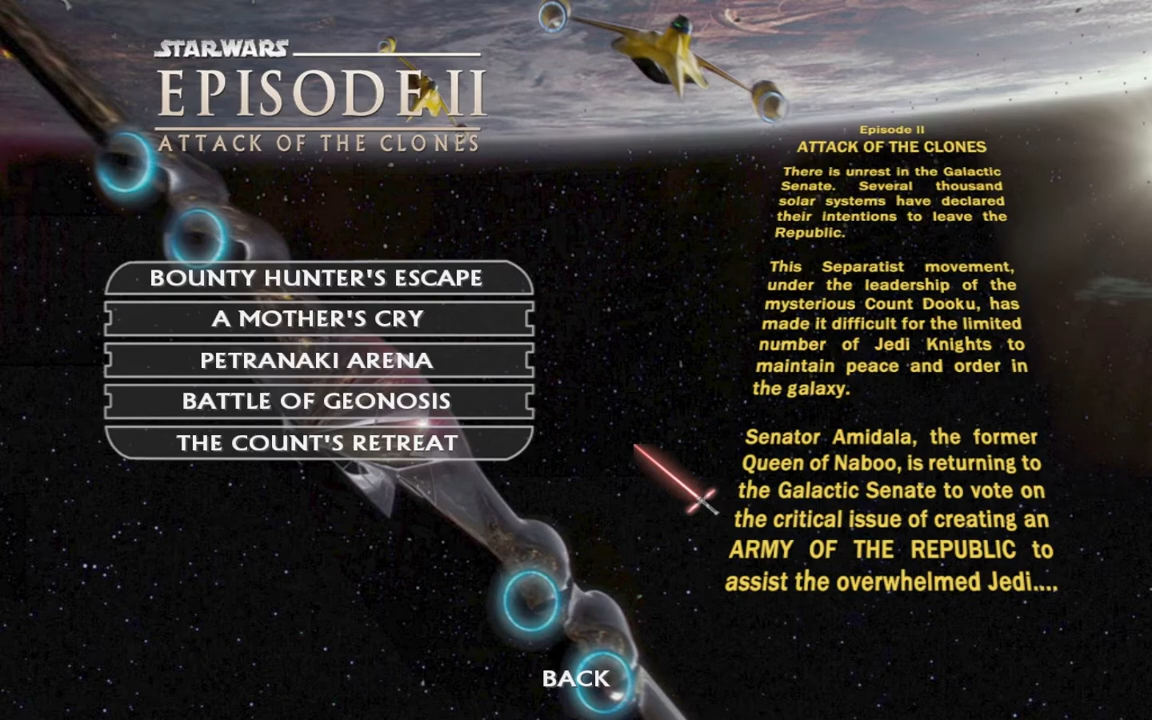 STAR WARS
EPISODE II
ATTACK OF THE CLONES
BOUNTY HUNTER'S ESCAPE
A MOTHER'S CRY
PETRANAKI ARENA
BATTLE OF GEONOSIS
THE COUNT'S RETREAT
BACK
Episode II
ATTACK OF THE CLONES
There is unrest in the Galactic
Senate. Several thousand
solar systems have declared
their intentions to leave the
Republic.
This Separatist movement,
under the leadership of the
mysterious Count Dooku, has
made it difficult for the limited
number of Jedi Knights to
maintain peace and order in
the galaxy.
Senator Amidala, the former
Queen of Naboo, is returning to
the Galactic Senate to vote on
the critical issue of creating an
ARMY OF THE REPUBLIC to
assist the overwhelmed Jedi....